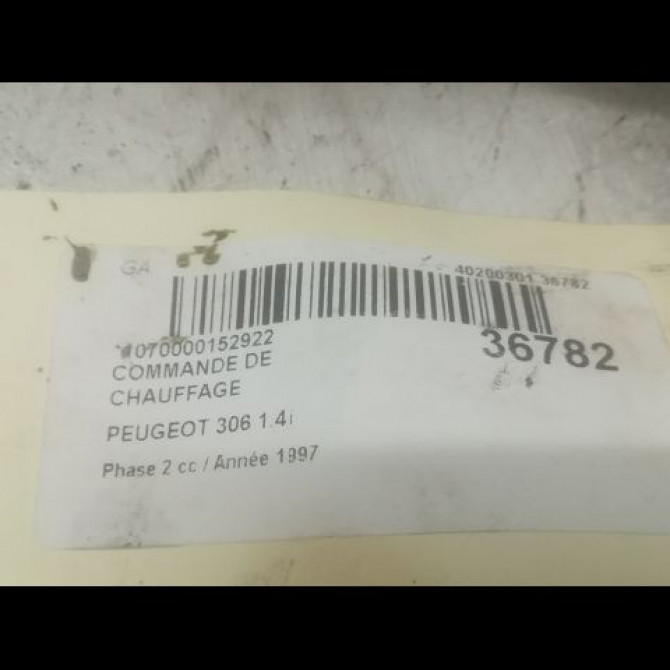 GA
40200301 36782
*1070000152922
36782
COMMANDE DE
CHAUFFAGE
PEUGEOT 306 1.4i
Phase 2 cc / Année 1997